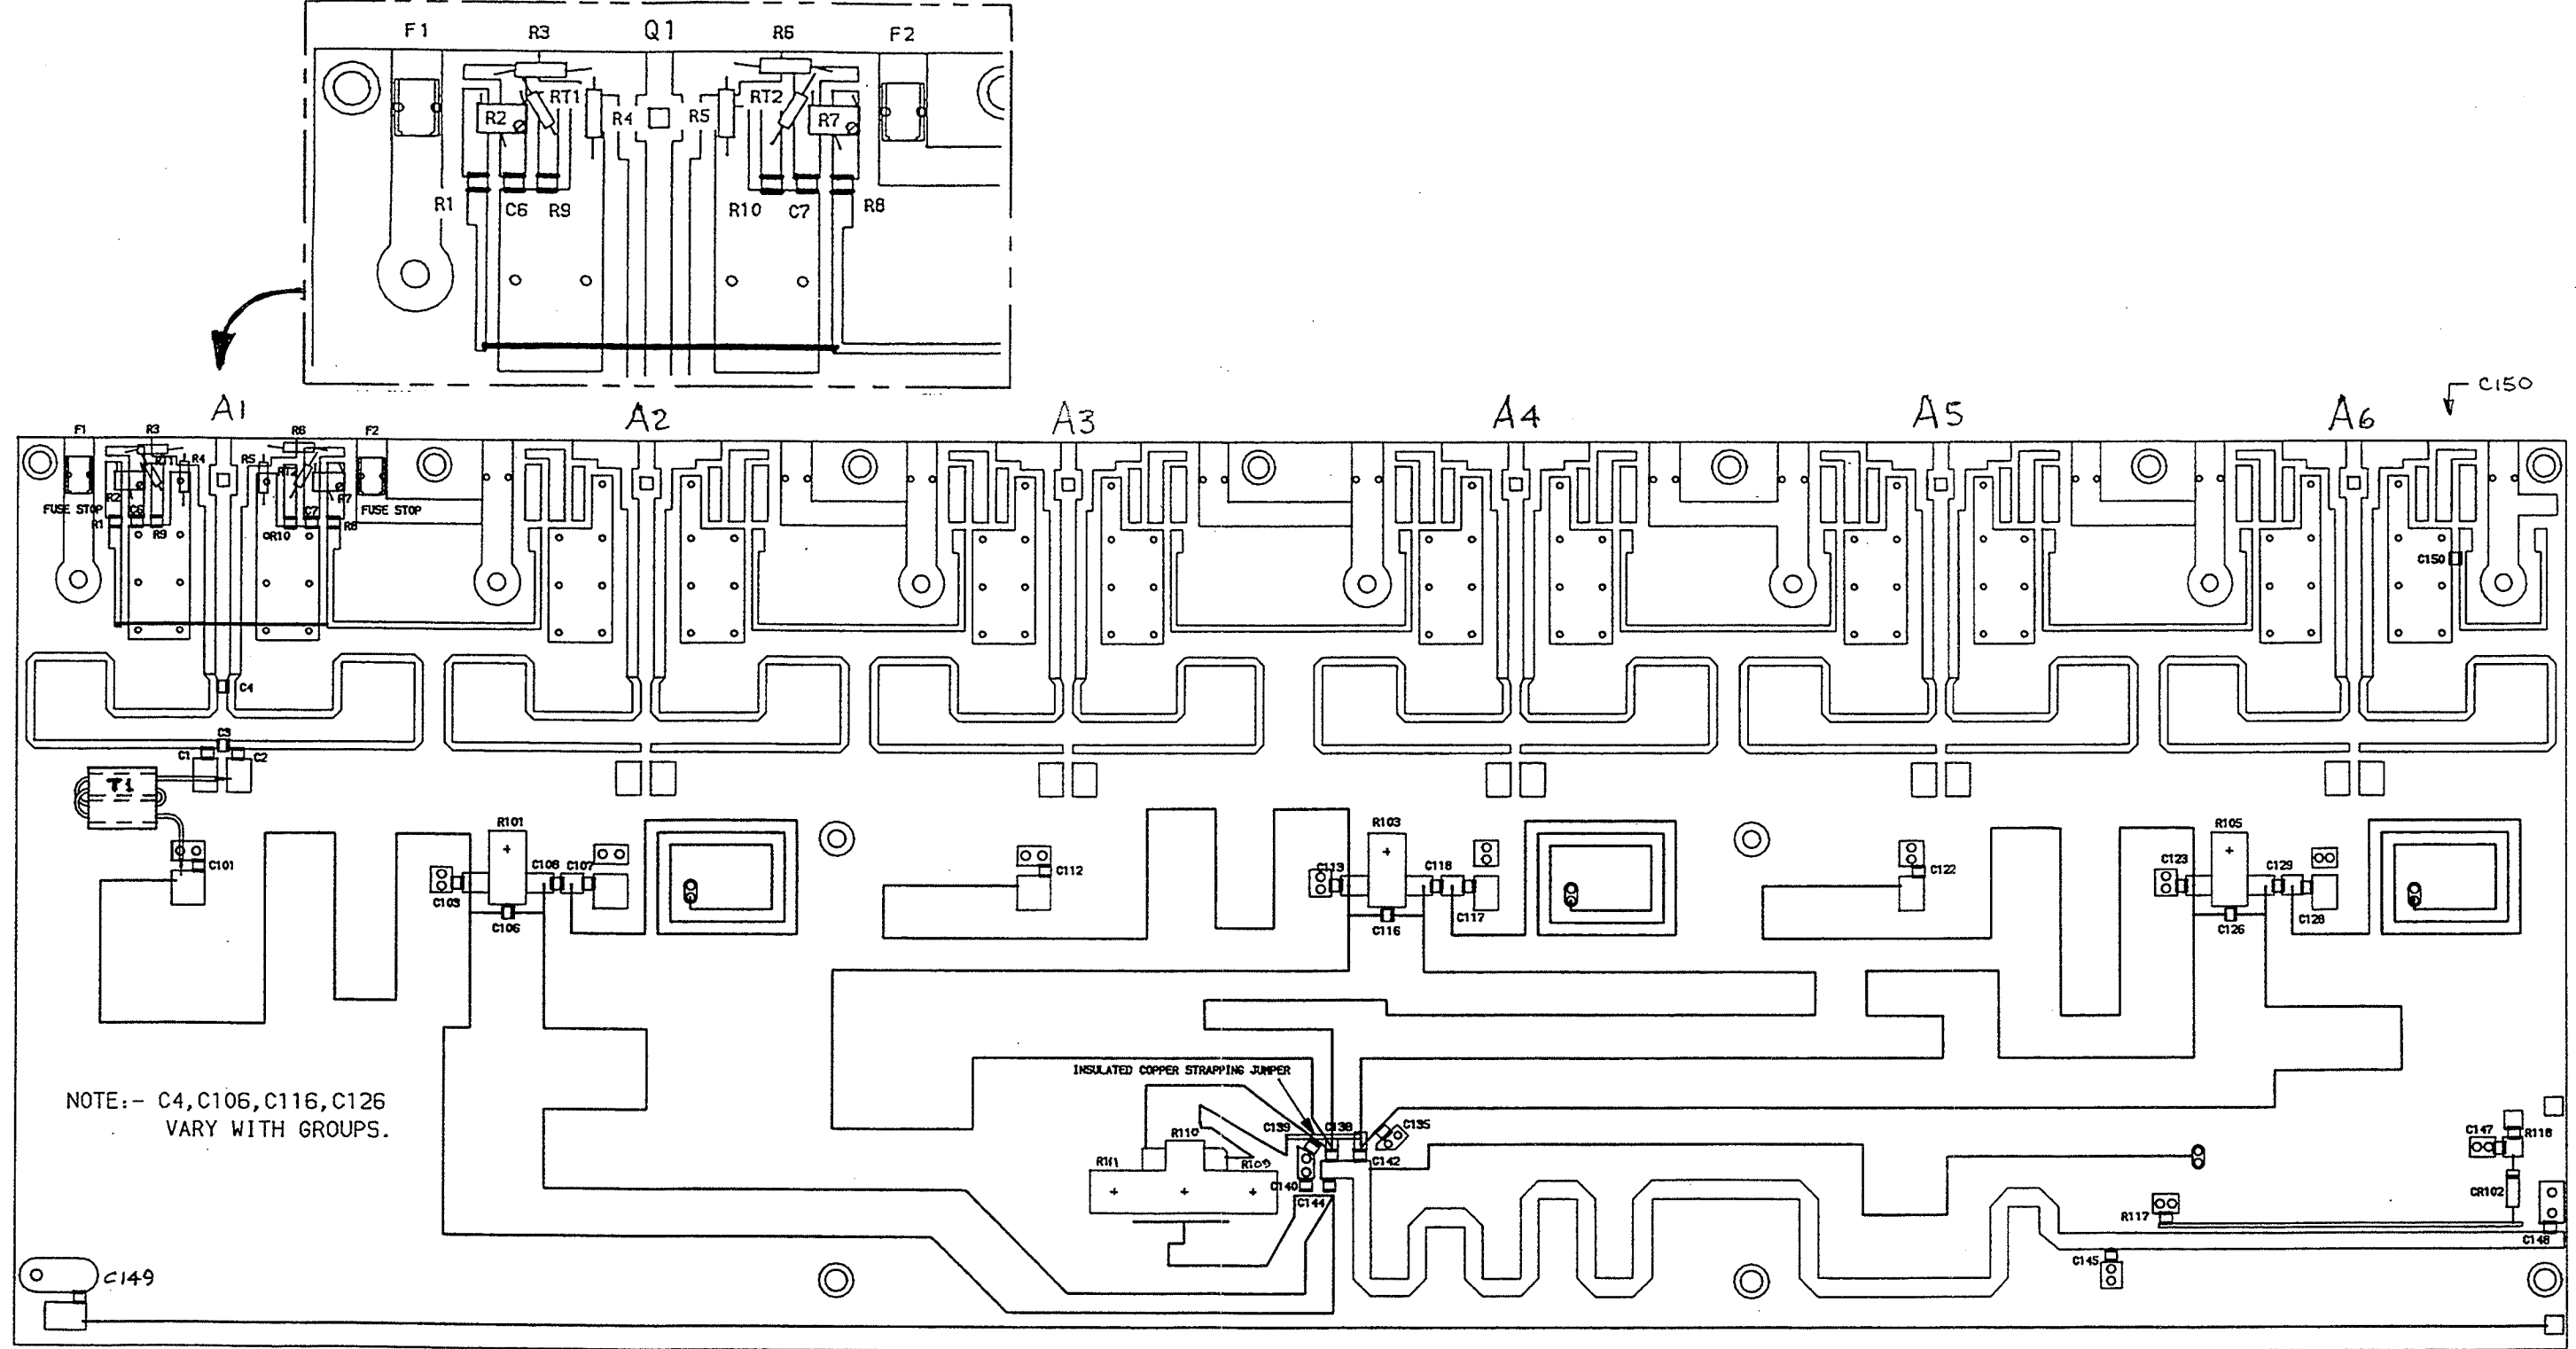 F1 R3 Q1 R6 F2
RT1 RT2
R2 R4 R5 R7
R1 C6 R9 R10 C7 R8
C150
A1 A2 A3 A4 A5 A6
F1 R3 R6 F2
R4 R5
R2 R7
FUSE STOP FUSE STOP
R1 C6 R9 R10 C7 R8
C150
C4
C3
C1 C2
T1
R101 R103 R105
C101 C103 C108 C107 C112 C113 C118 C122 C123 C129
C106 C117 C116 C128 C126
INSULATED COPPER STRAPPING JUMPER
NOTE:- C4,C106,C116,C126
VARY WITH GROUPS.
C139 C138 C135
R110 C147 R118
R111 R109 C142
C140 C144 CR102
R117
C148
C145
C149